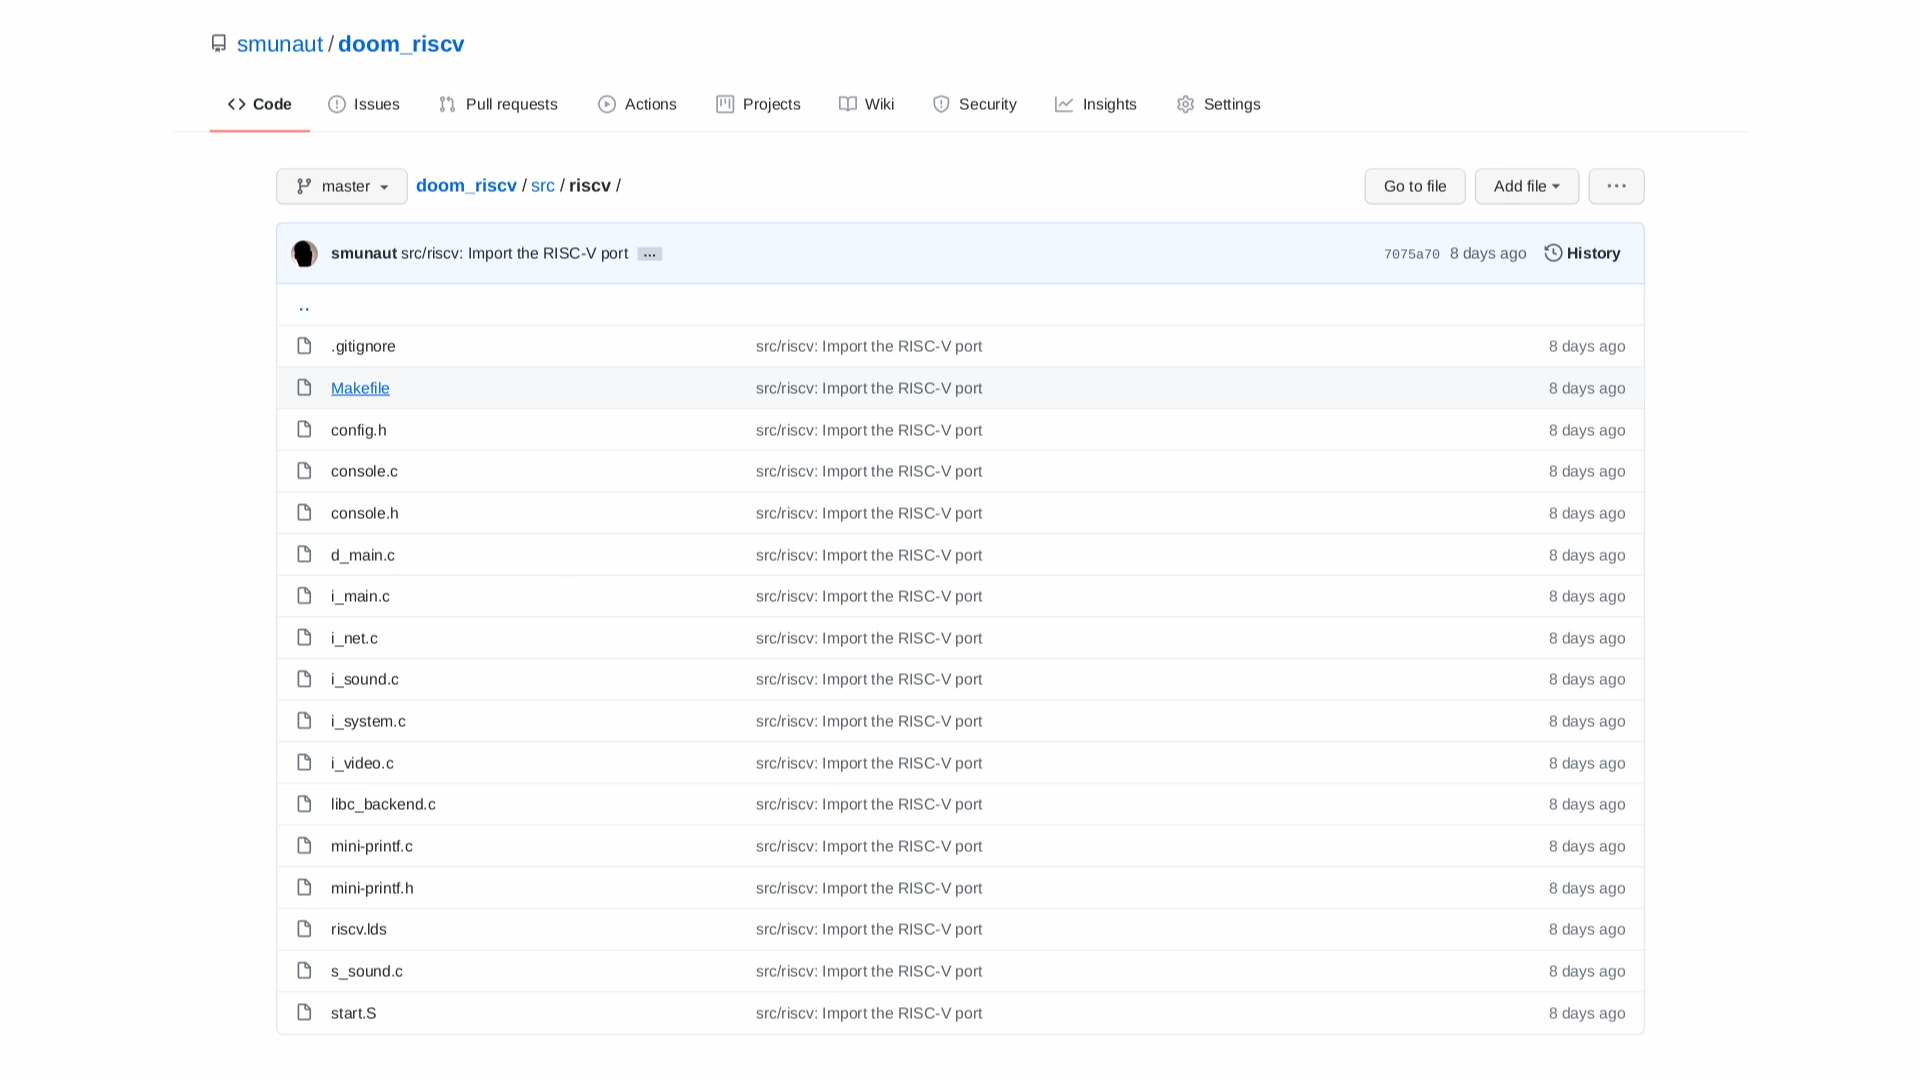 smunaut / doom_riscv
Code Issues Pull requests Actions Projects Wiki Security Insights Settings
master doom_riscv / src / riscv / Go to file Add file ...
smunaut src/riscv: Import the RISC-V port ... 7075a70 8 days ago History
..
.gitignore src/riscv: Import the RISC-V port 8 days ago
Makefile src/riscv: Import the RISC-V port 8 days ago
config.h src/riscv: Import the RISC-V port 8 days ago
console.c src/riscv: Import the RISC-V port 8 days ago
console.h src/riscv: Import the RISC-V port 8 days ago
d_main.c src/riscv: Import the RISC-V port 8 days ago
i_main.c src/riscv: Import the RISC-V port 8 days ago
i_net.c src/riscv: Import the RISC-V port 8 days ago
i_sound.c src/riscv: Import the RISC-V port 8 days ago
i_system.c src/riscv: Import the RISC-V port 8 days ago
i_video.c src/riscv: Import the RISC-V port 8 days ago
libc_backend.c src/riscv: Import the RISC-V port 8 days ago
mini-printf.c src/riscv: Import the RISC-V port 8 days ago
mini-printf.h src/riscv: Import the RISC-V port 8 days ago
riscv.lds src/riscv: Import the RISC-V port 8 days ago
s_sound.c src/riscv: Import the RISC-V port 8 days ago
start.S src/riscv: Import the RISC-V port 8 days ago